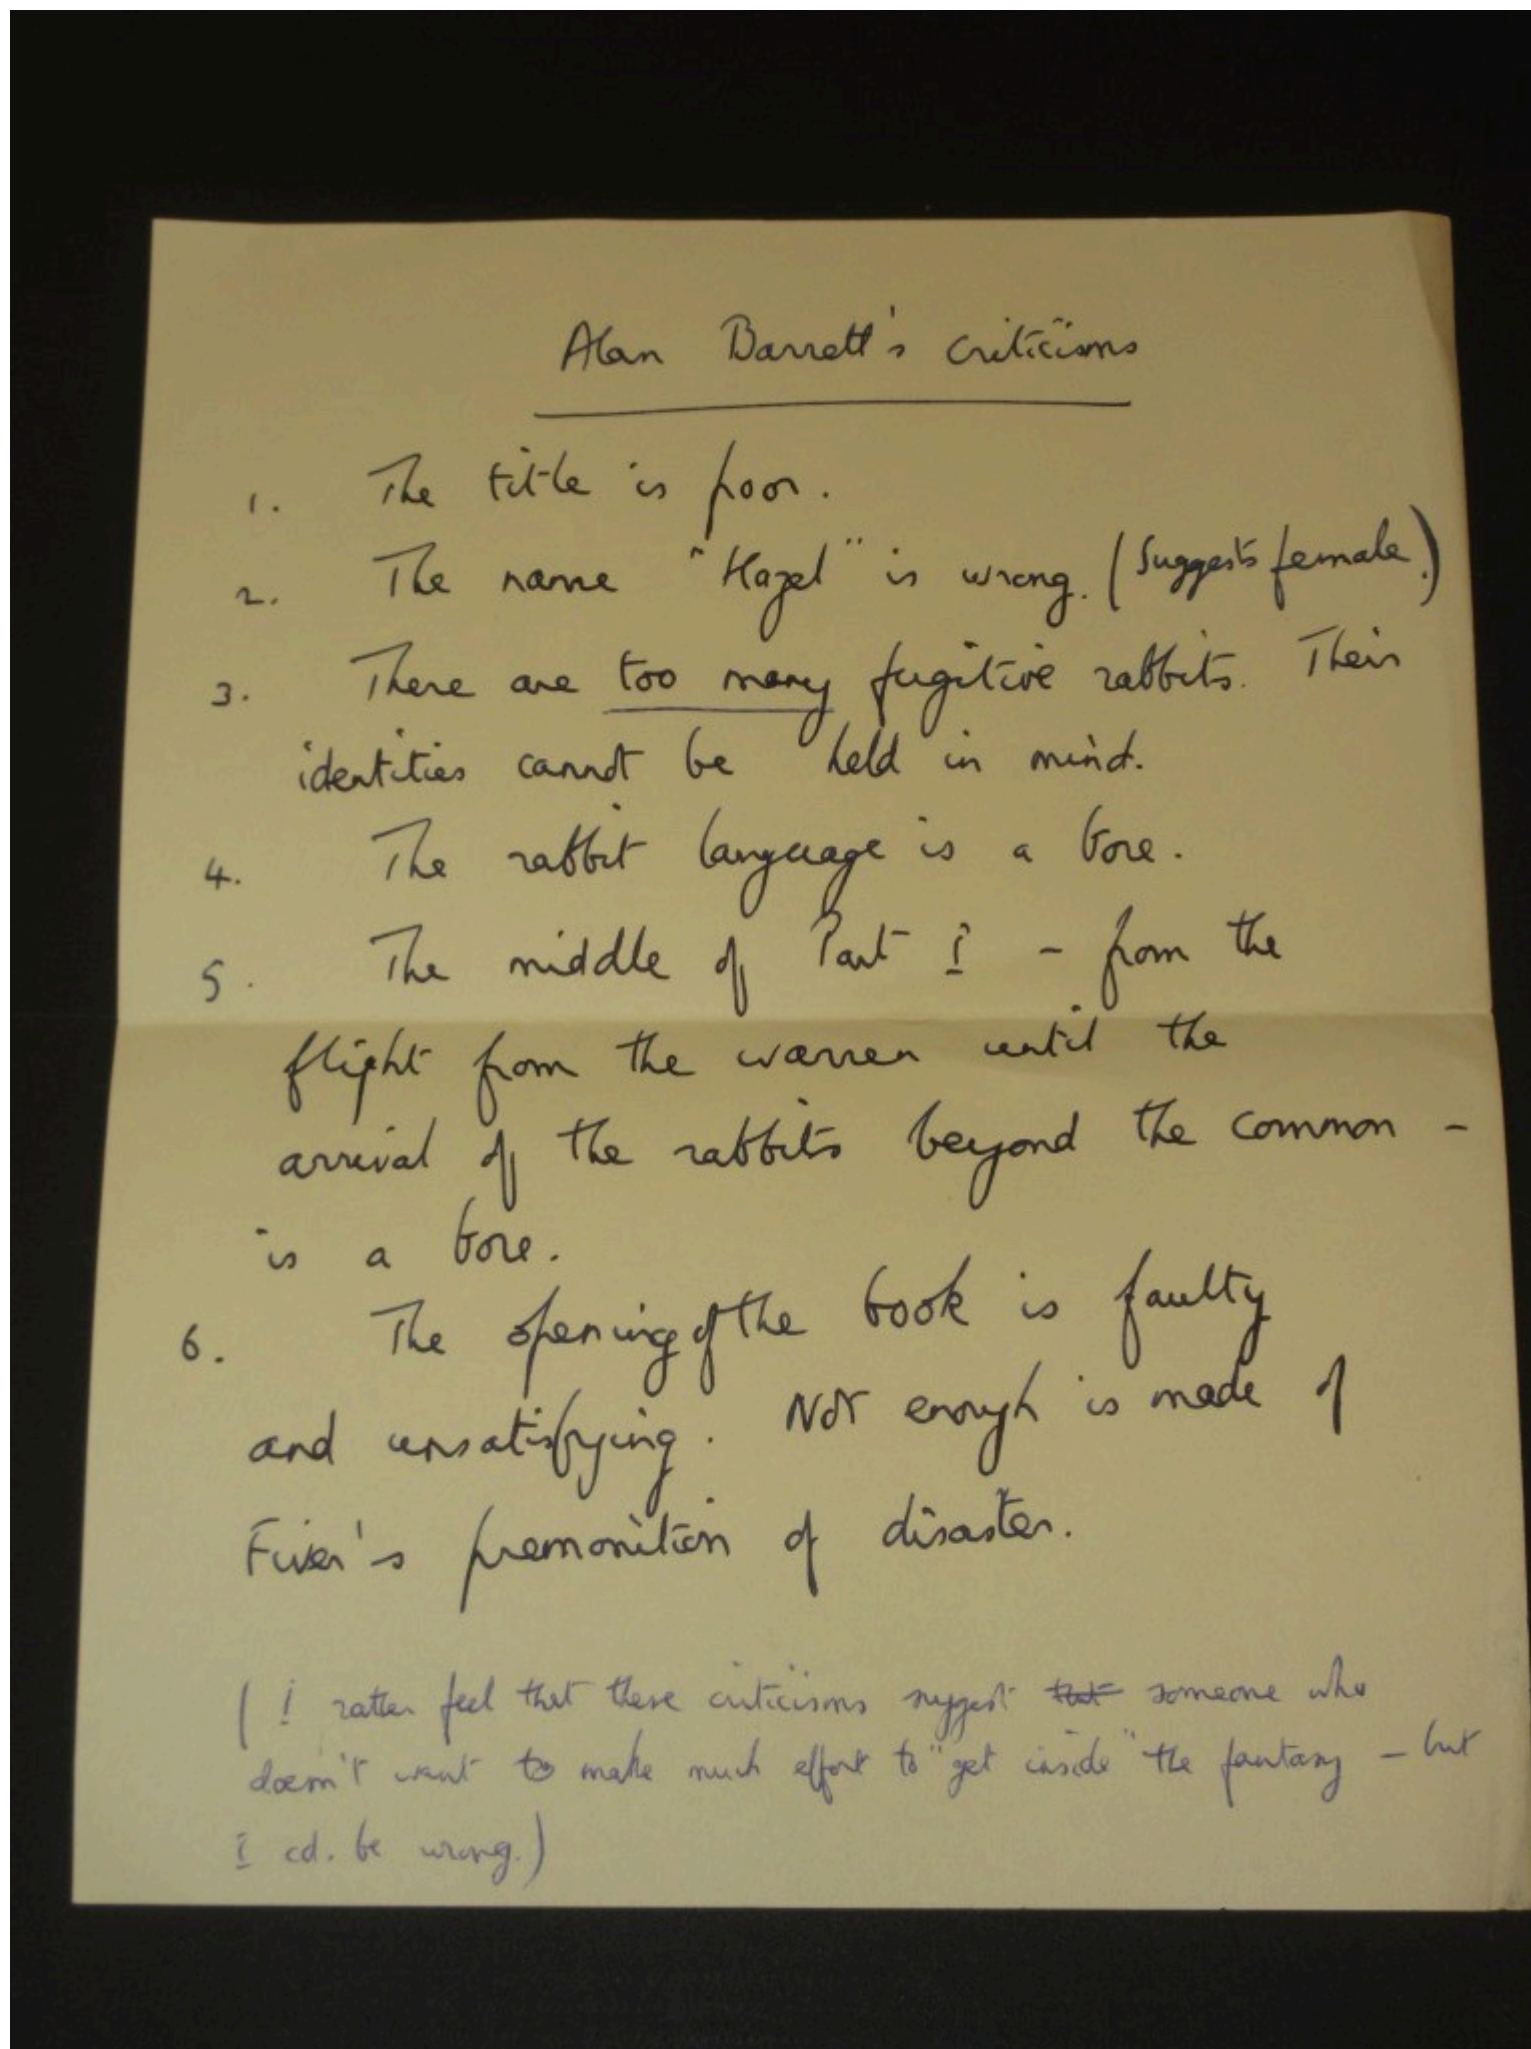 Alan Barrett's criticisms
1. The title is poor.
2. The name "Hazel" is wrong. (Suggests female.)
3. There are too many fugitive rabbits. Their
identities cannot be held in mind.
4. The rabbit language is a bore.
5. The middle of Part I - from the
flight from the warren until the
arrival of the rabbits beyond the common -
is a bore.
6. The opening of the book is faulty
and unsatisfying. Not enough is made of
Fiver's premonition of disaster.
( I rather feel that these criticisms suggest that someone who
doesn't want to make much effort to "get inside" the fantasy - but
I cd. be wrong.)